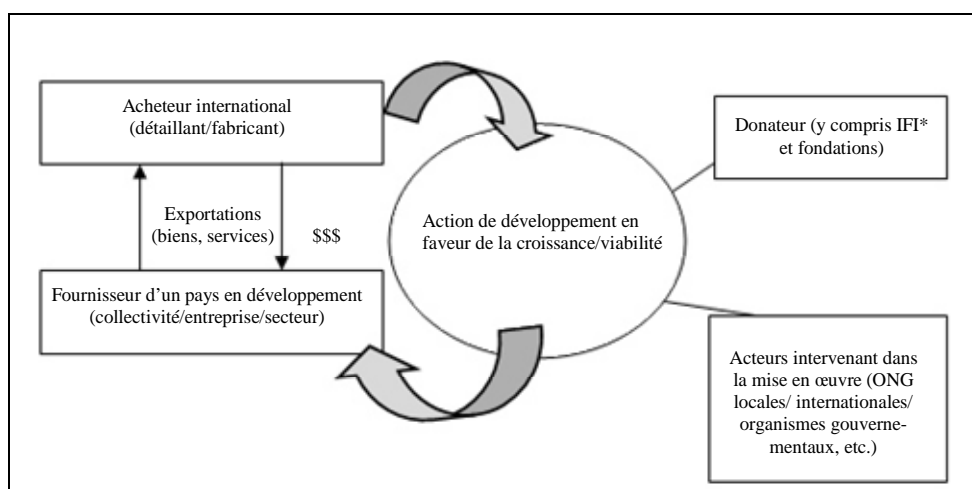 Acheteur international
(détaillant/fabricant)
Donateur (y compris IFI*
et fondations)
Exportations
(biens, services)
$$$
Action de développement en
faveur de la croissance/viabilité
Fournisseur d'un pays en développement
(collectivité/entreprise/secteur)
Acteurs intervenant dans
la mise en œuvre (ONG
locales/ internationales/
organismes gouverne-
mentaux, etc.)